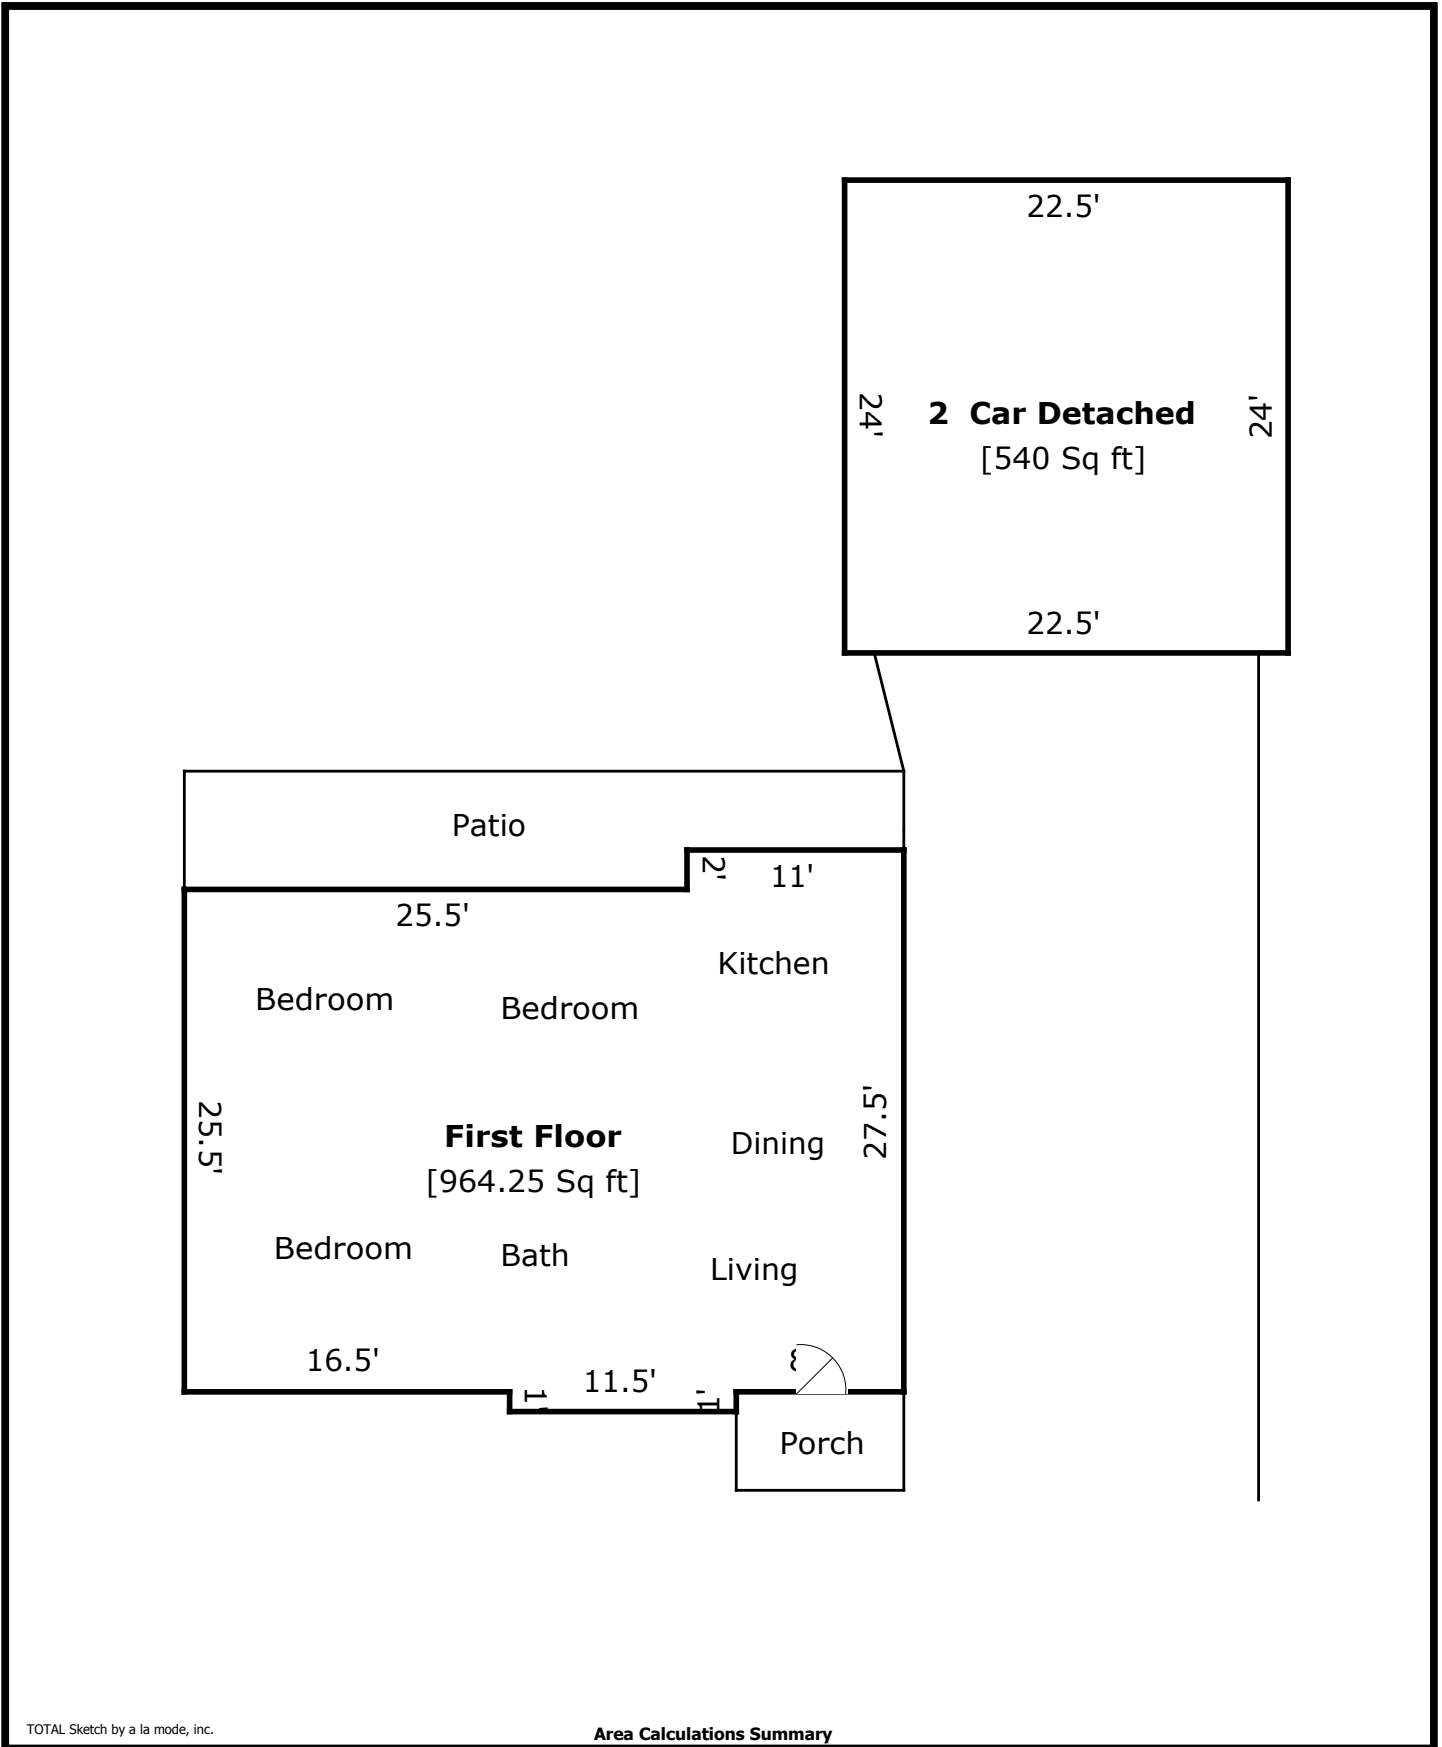 22.5'
24'
2 Car Detached
24'
[540 Sq ft]
22.5'
Patio
2'
11'
25.5'
Kitchen
Bedroom
Bedroom
25.5'
27.5'
First Floor
Dining
[964.25 Sq ft]
Bedroom
Bath
Living
16.5'
11.5'
1'
1'
Porch
TOTAL Sketch by a la mode, inc.
Area Calculations Summary